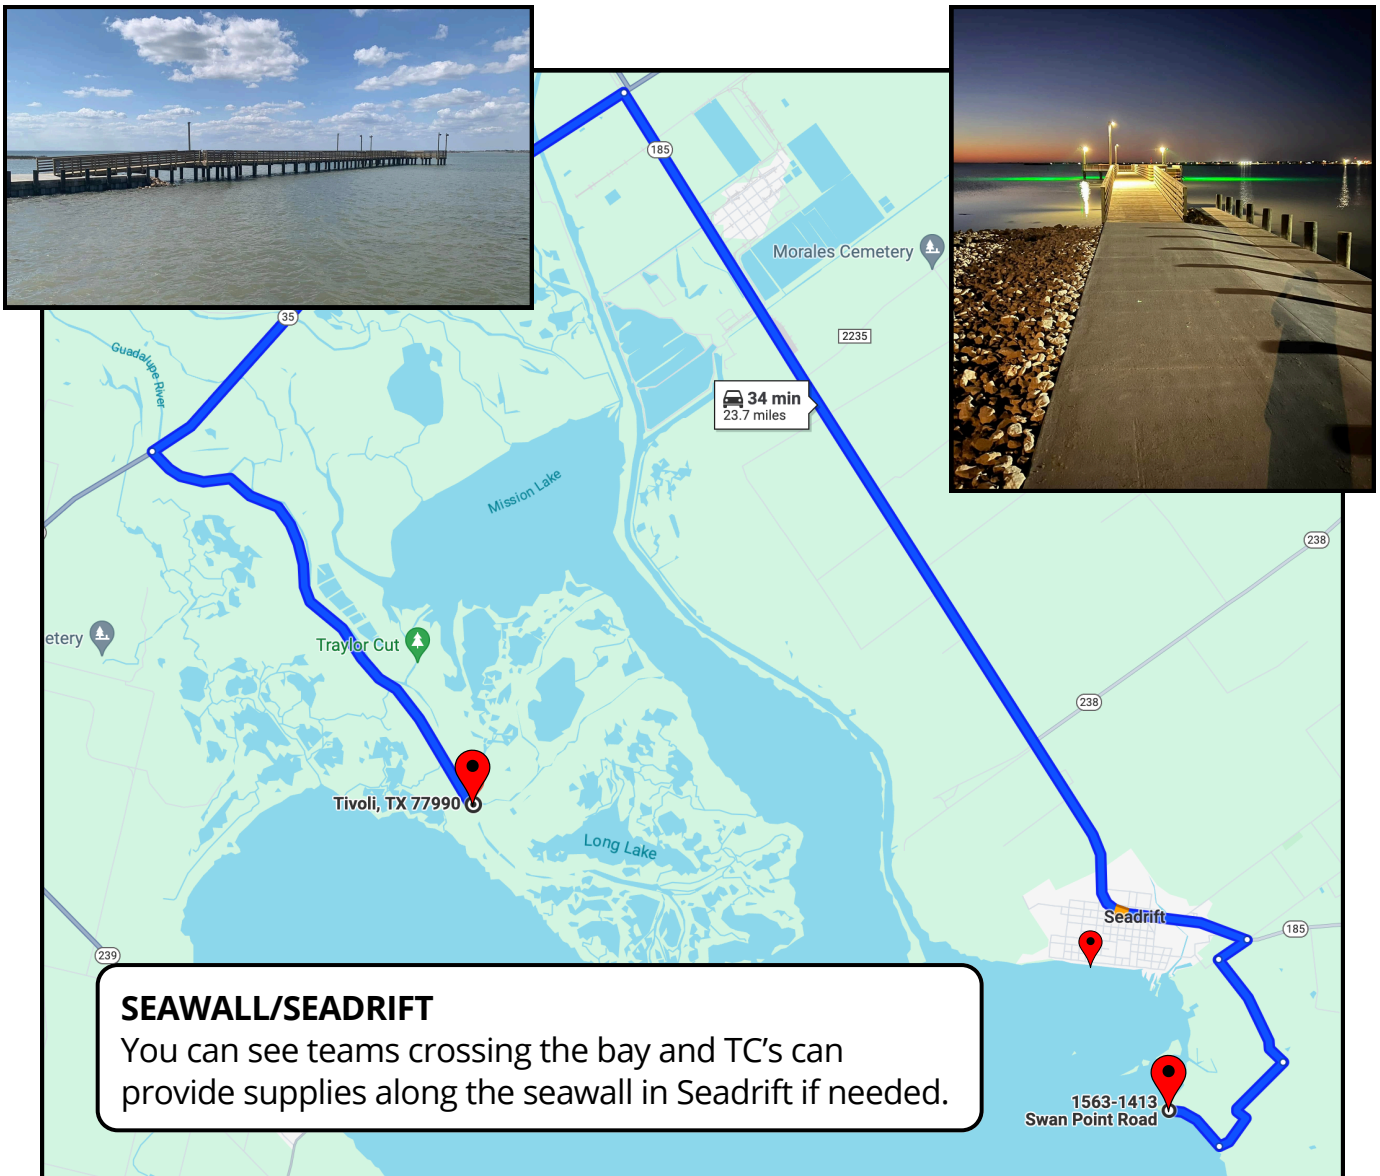 185
Morales Cemetery
2235
35
Guadalupe River
34 min
23.7 miles
Mission Lake
238
etery
Traylor Cut
238
Tivoli, TX 77990
Long Lake
Seadrift
185
239
SEAWALL/SEADRIFT
You can see teams crossing the bay and TC’s can
provide supplies along the seawall in Seadrift if needed.
1563-1413
Swan Point Road